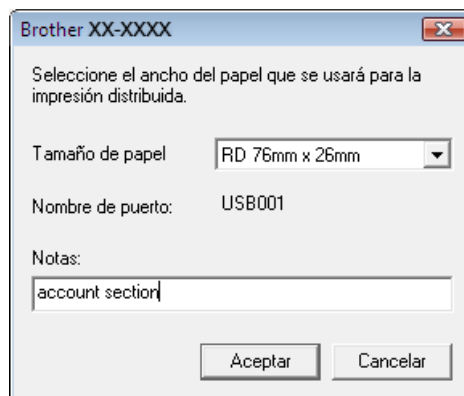 Brother XX-XXXX
Seleccione el ancho del papel que se usará para la
impresión distribuida.
Tamaño de papel RD 76mm x 26mm
Nombre de puerto: USB001
Notas:
account section
Aceptar Cancelar